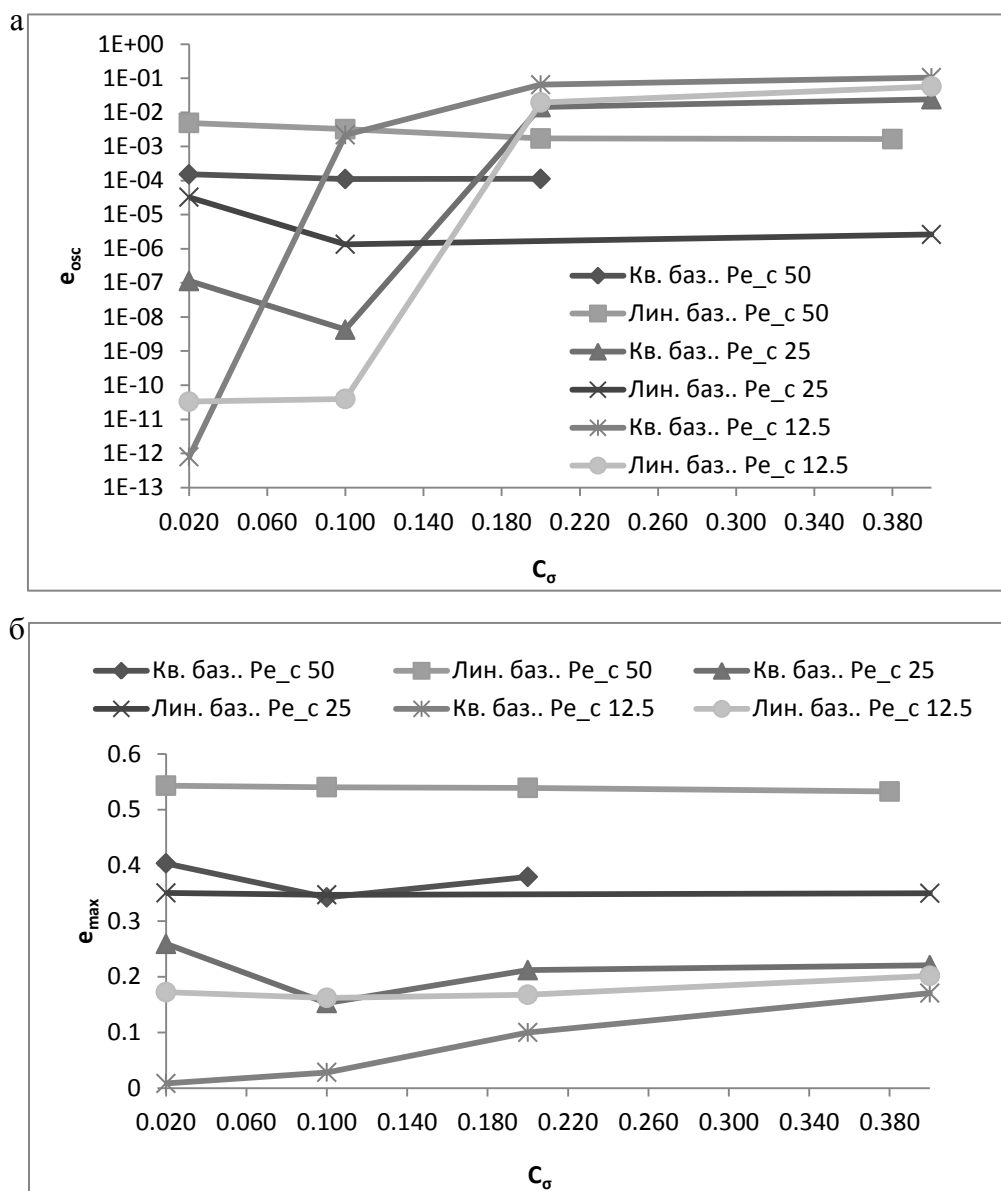 а
1E+00
1E-01
1E-02
1E-03
1E-04
1E-05
1E-06
1E-07
1E-08
1E-09
1E-10
1E-11
1E-12
1E-13
e_osc
Кв. баз.. Pe_c 50
Лин. баз.. Pe_c 50
Кв. баз.. Pe_c 25
Лин. баз.. Pe_c 25
Кв. баз.. Pe_c 12.5
Лин. баз.. Pe_c 12.5
0.020 0.060 0.100 0.140 0.180 0.220 0.260 0.300 0.340 0.380
C_σ
б
Кв. баз.. Pe_c 50 Лин. баз.. Pe_c 50 Кв. баз.. Pe_c 25
Лин. баз.. Pe_c 25 Кв. баз.. Pe_c 12.5 Лин. баз.. Pe_c 12.5
0.6
0.5
0.4
0.3
0.2
0.1
0
e_max
0.020 0.060 0.100 0.140 0.180 0.220 0.260 0.300 0.340 0.380
C_σ